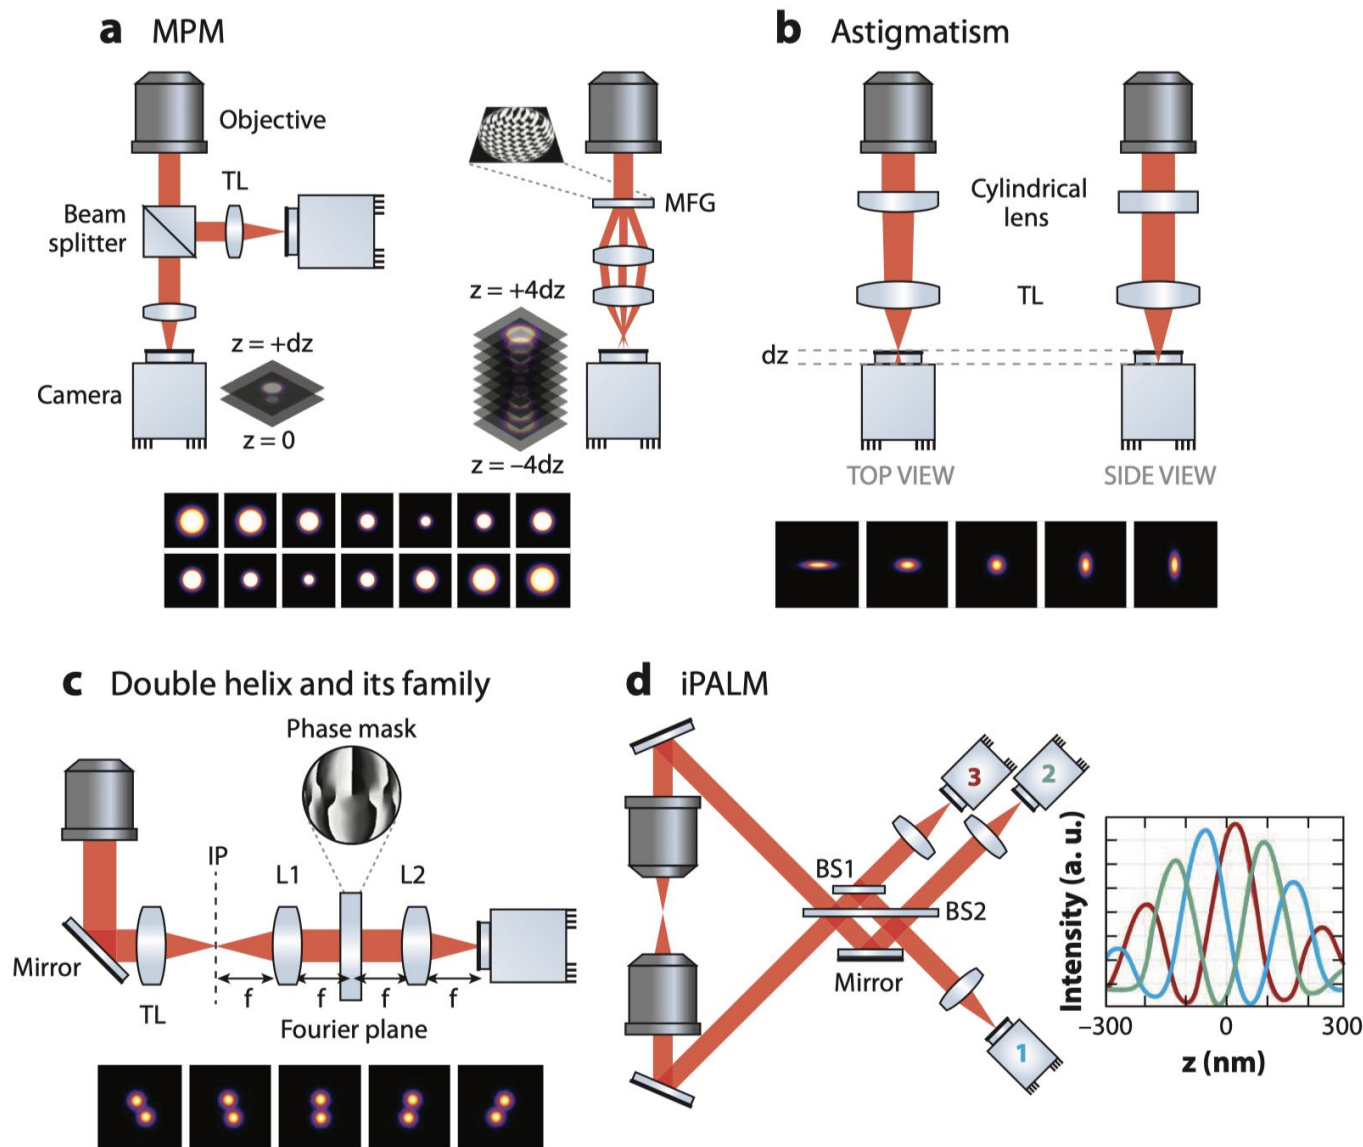 a MPM
Objective
TL
Beam
splitter
z = +dz
Camera
z = 0
MFG
z = +4dz
z = –4dz
b Astigmatism
Cylindrical
lens
TL
dz
TOP VIEW
SIDE VIEW
c Double helix and its family
Phase mask
IP
L1
L2
Mirror
TL
f
f
f
f
Fourier plane
d iPALM
3
2
BS1
BS2
Mirror
1
Intensity (a. u.)
–300
0
300
z (nm)